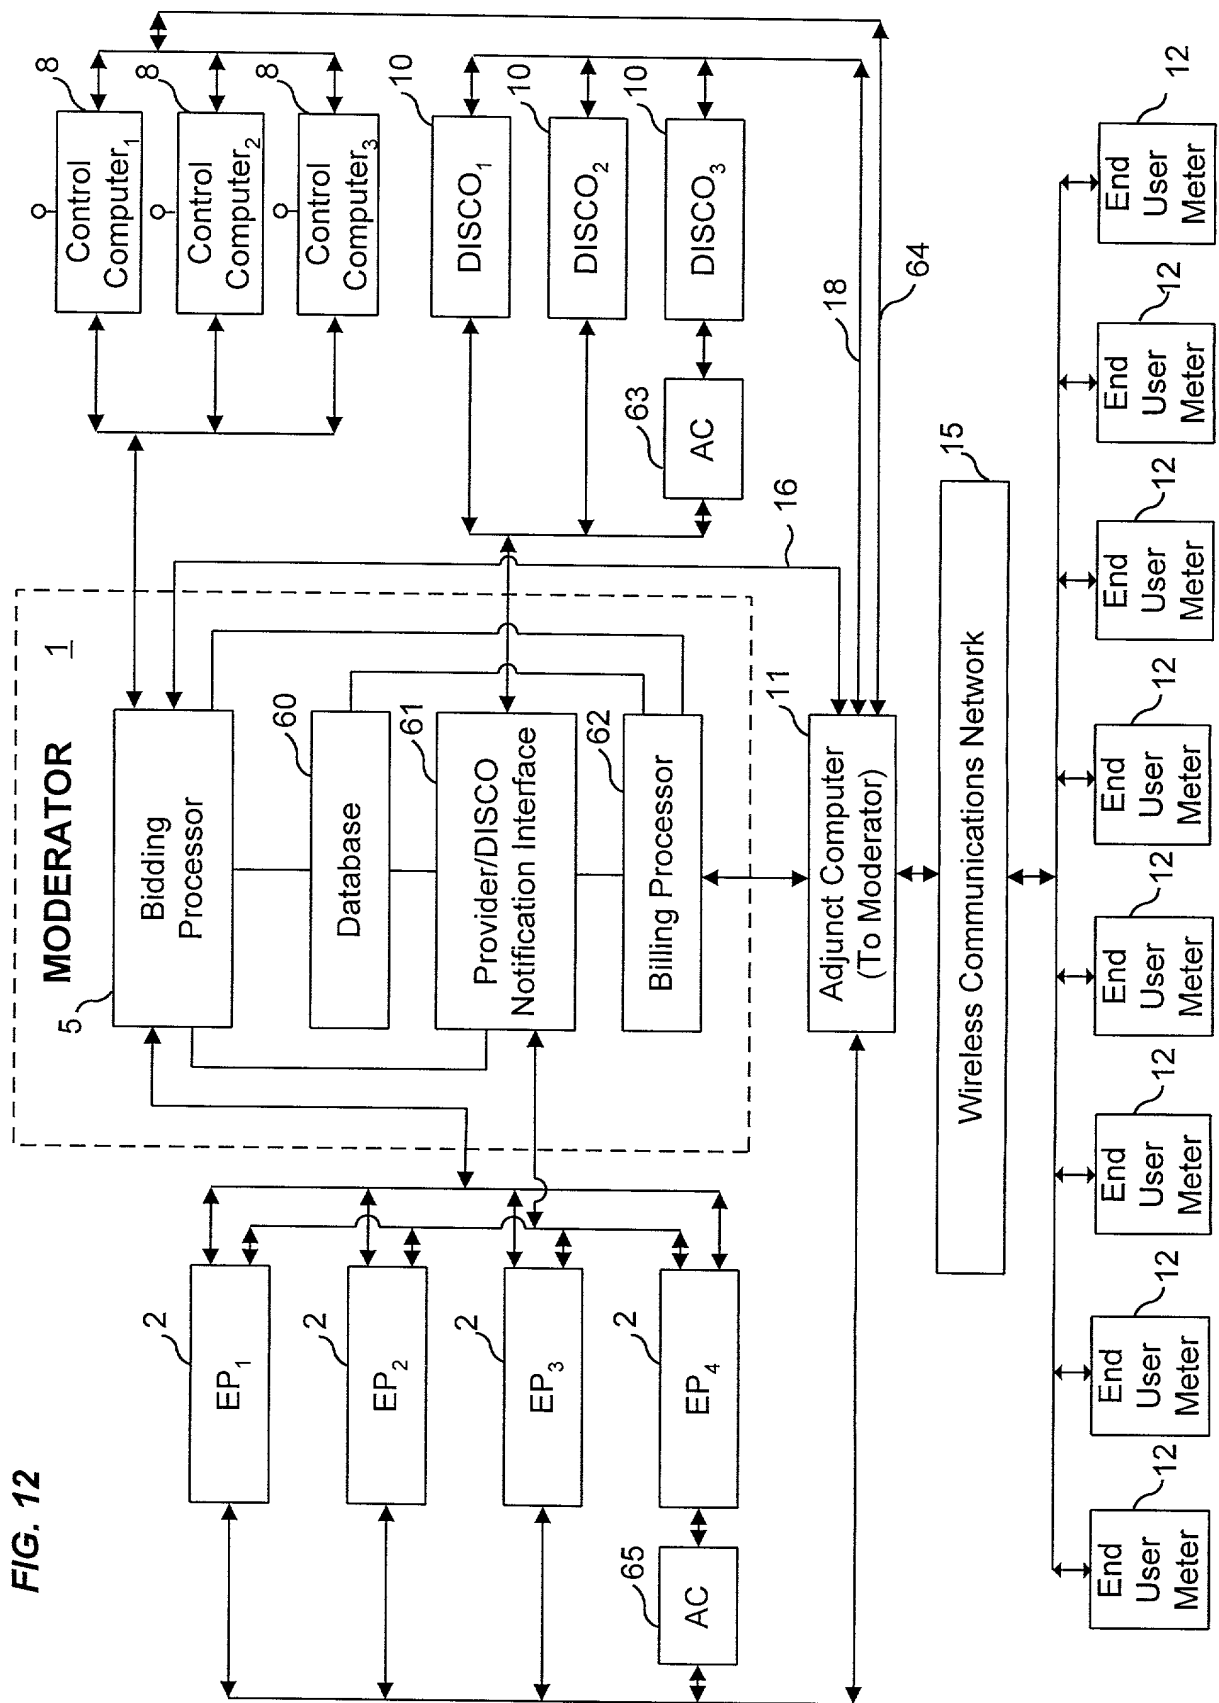 FIG. 12
MODERATOR
1
5
Bidding
Processor
60
Database
61
Provider/DISCO
Notification Interface
62
Billing Processor
2
EP1
2
EP2
2
EP3
2
EP4
65
AC
8
Control
Computer1
8
Control
Computer2
8
Control
Computer3
10
DISCO1
10
DISCO2
10
DISCO3
63
AC
16
18
64
11
Adjunct Computer
(To Moderator)
15
Wireless Communications Network
12
End
User
Meter
12
End
User
Meter
12
End
User
Meter
12
End
User
Meter
12
End
User
Meter
12
End
User
Meter
12
End
User
Meter
12
End
User
Meter